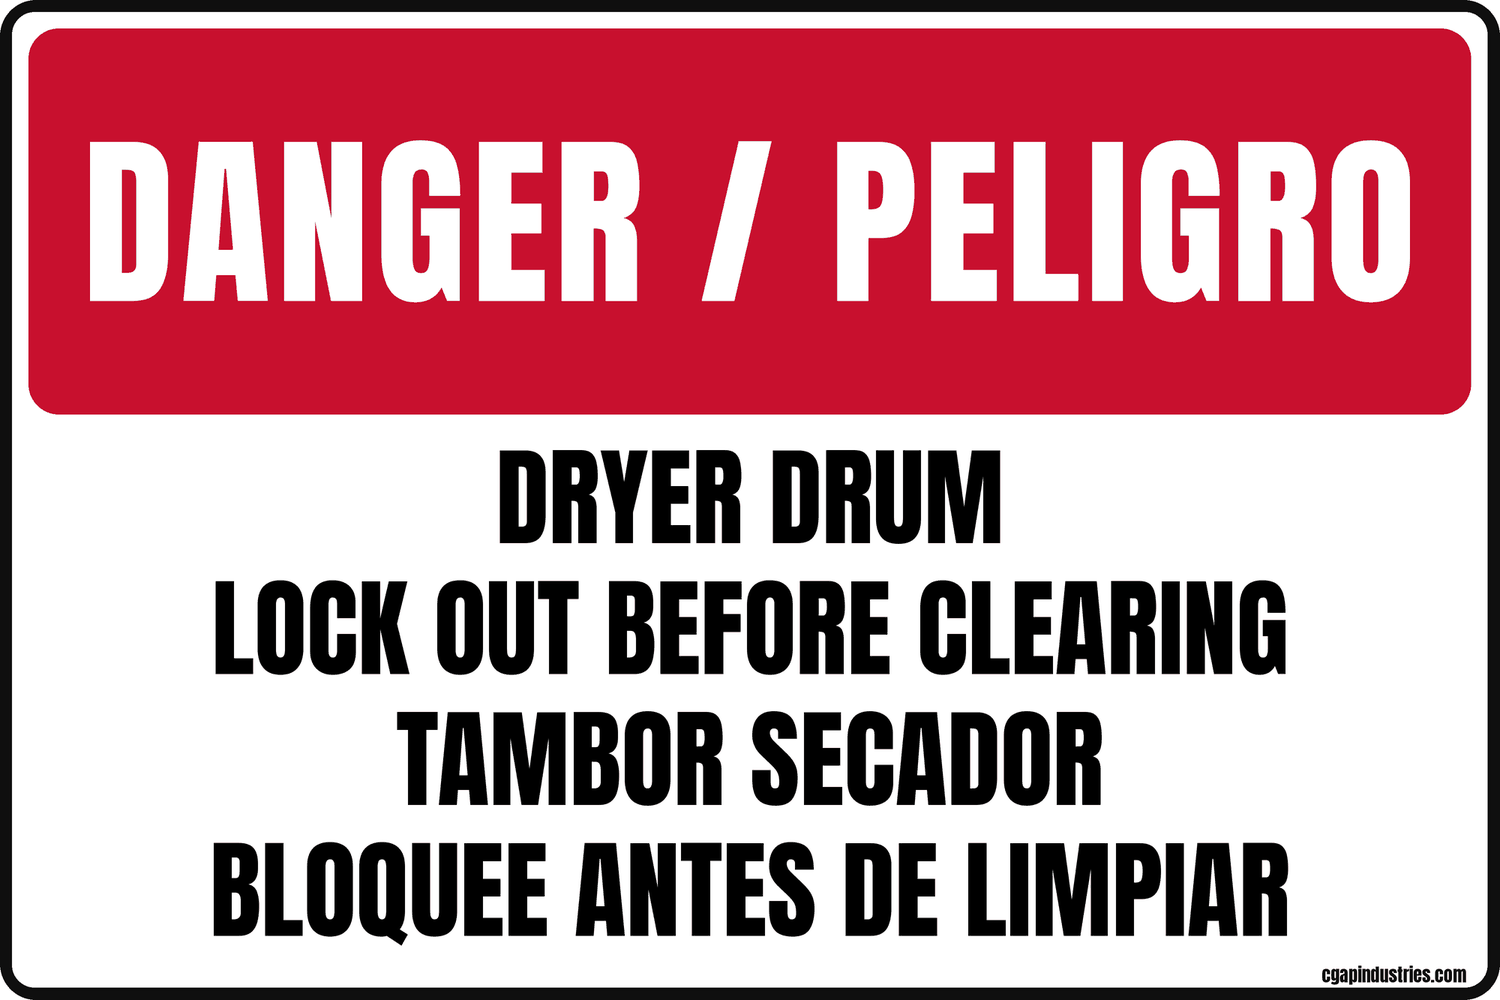 DANGER / PELIGRO
DRYER DRUM
LOCK OUT BEFORE CLEARING
TAMBOR SECADOR
BLOQUEE ANTES DE LIMPIAR
cgapindustries.com